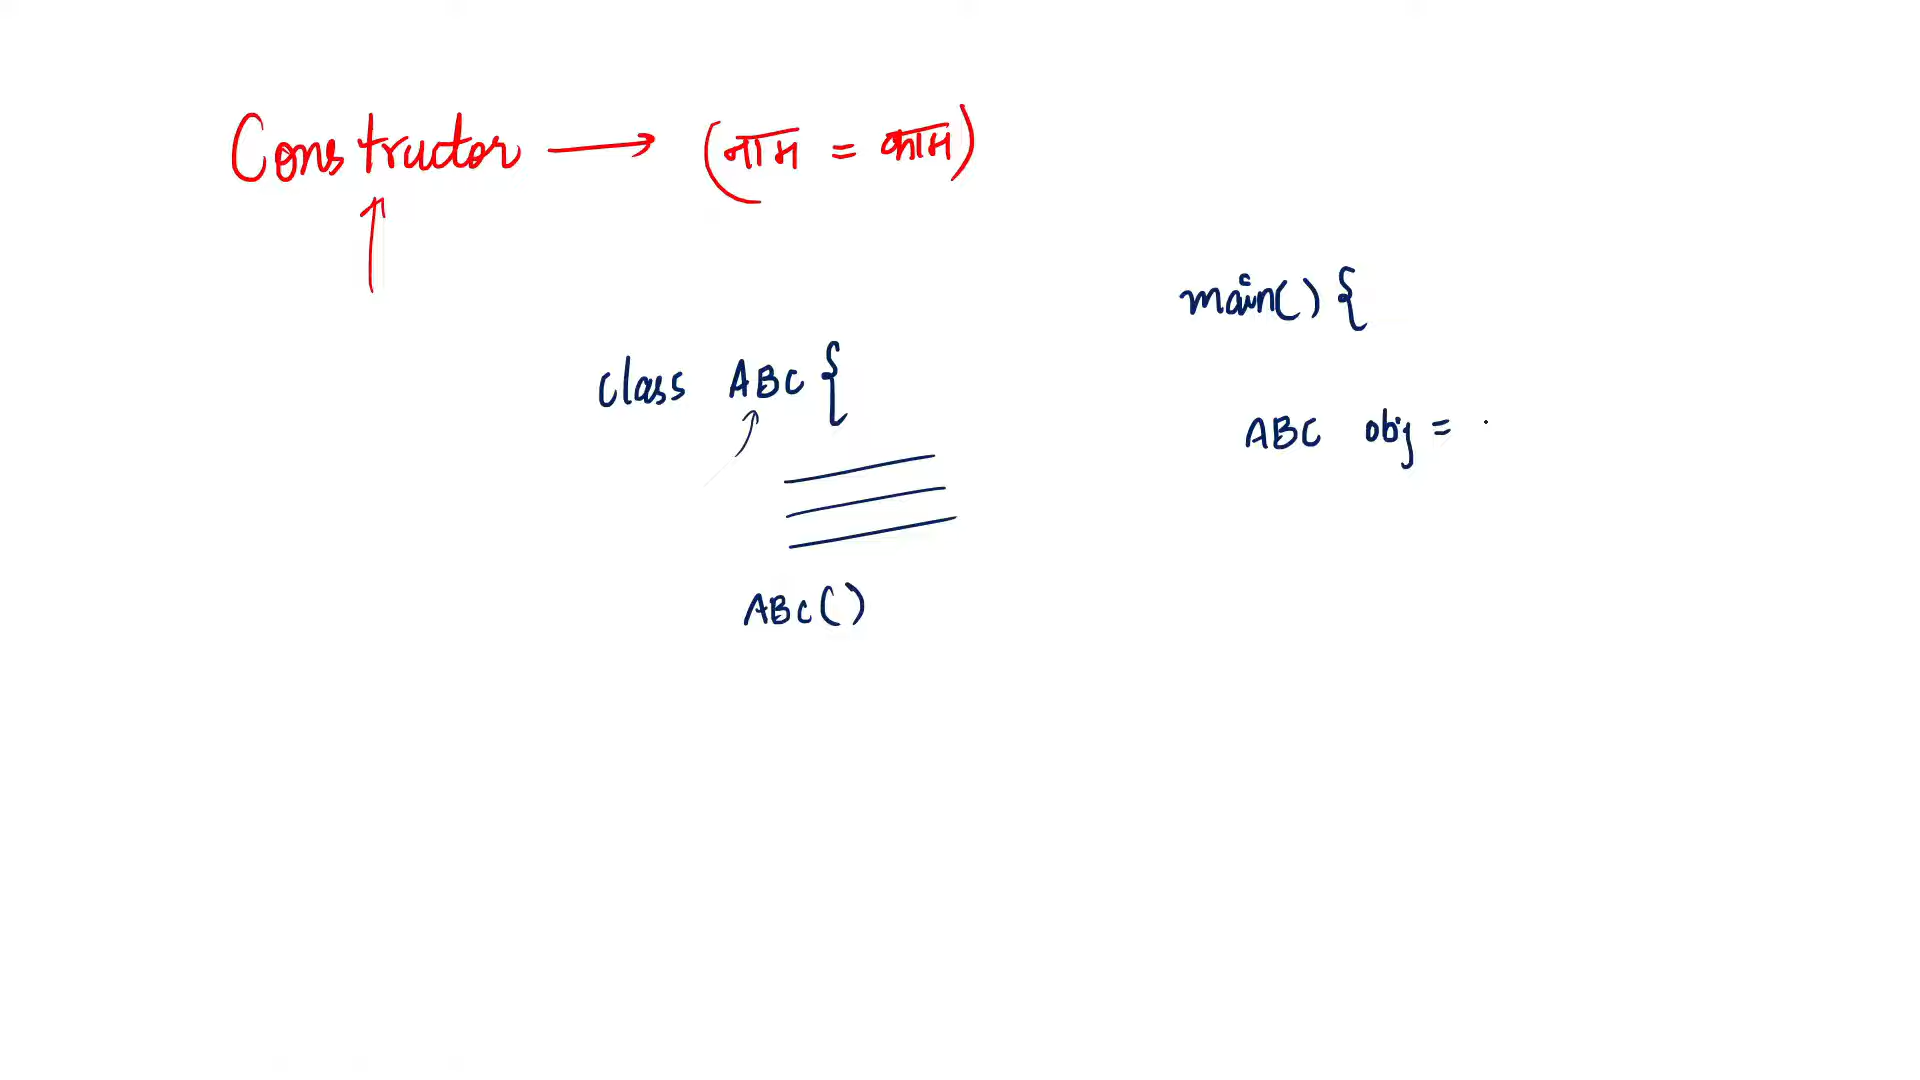 Constructor → (नाम = काम)
main() {
class ABC {
ABC obj =
ABC()